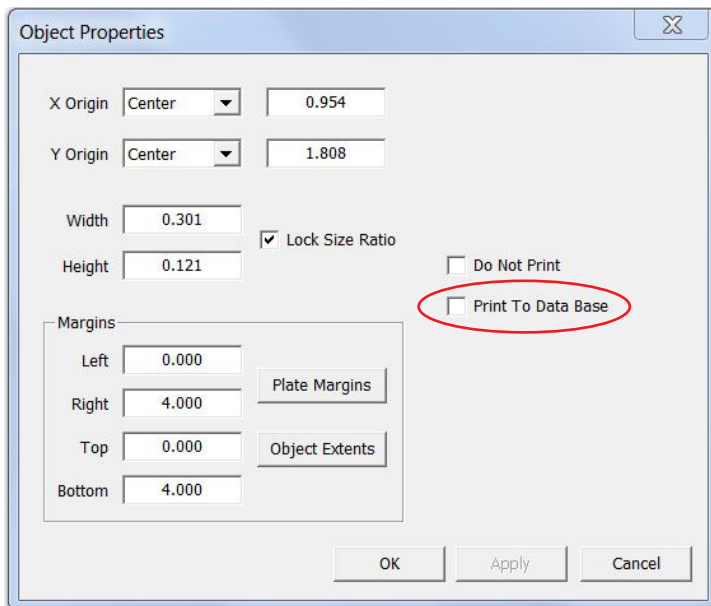 Object Properties
X Origin Center 0.954
Y Origin Center 1.808
Width 0.301
Lock Size Ratio
Height 0.121
Do Not Print
Print To Data Base
Margins
Left 0.000
Plate Margins
Right 4.000
Top 0.000
Object Extents
Bottom 4.000
OK Apply Cancel